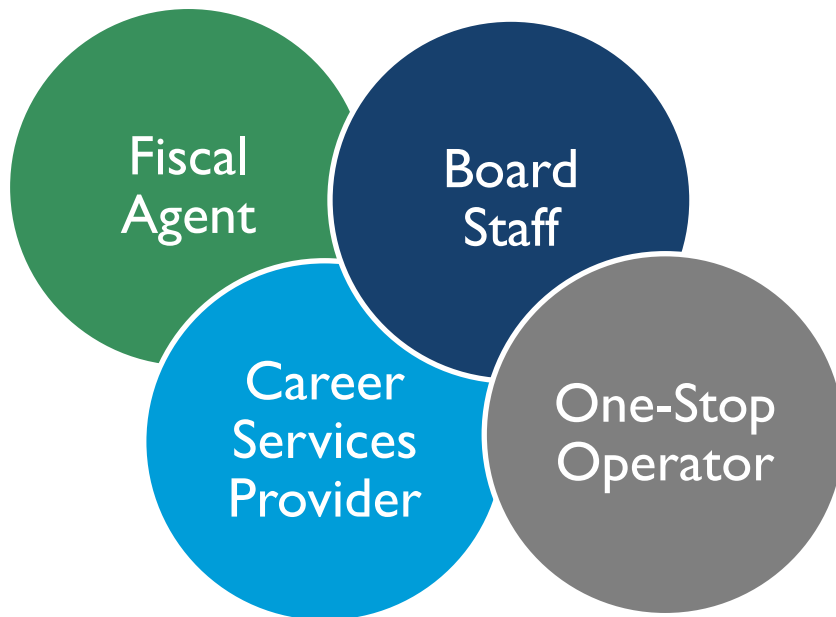 Fiscal
Agent
Board
Staff
Career
Services
Provider
One-Stop
Operator